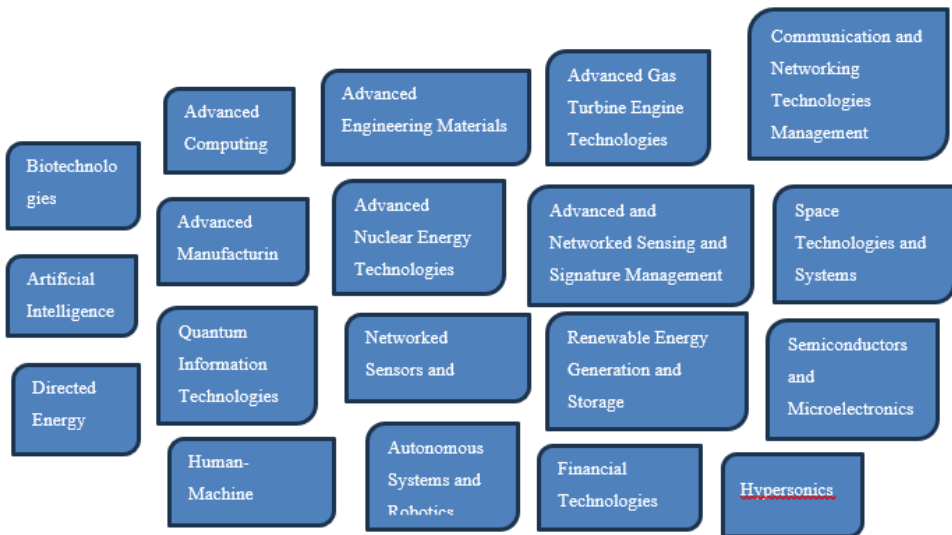 Communication and
Networking
Technologies
Management
Advanced Gas
Turbine Engine
Technologies
Advanced
Engineering Materials
Advanced
Computing
Biotechnolo
gies
Advanced
Manufacturin
Advanced
Nuclear Energy
Technologies
Advanced and
Networked Sensing and
Signature Management
Space
Technologies and
Systems
Artificial
Intelligence
Quantum
Information
Technologies
Networked
Sensors and
Renewable Energy
Generation and
Storage
Semiconductors
and
Microelectronics
Directed
Energy
Human-
Machine
Autonomous
Systems and
Robotics
Financial
Technologies
Hypersonics